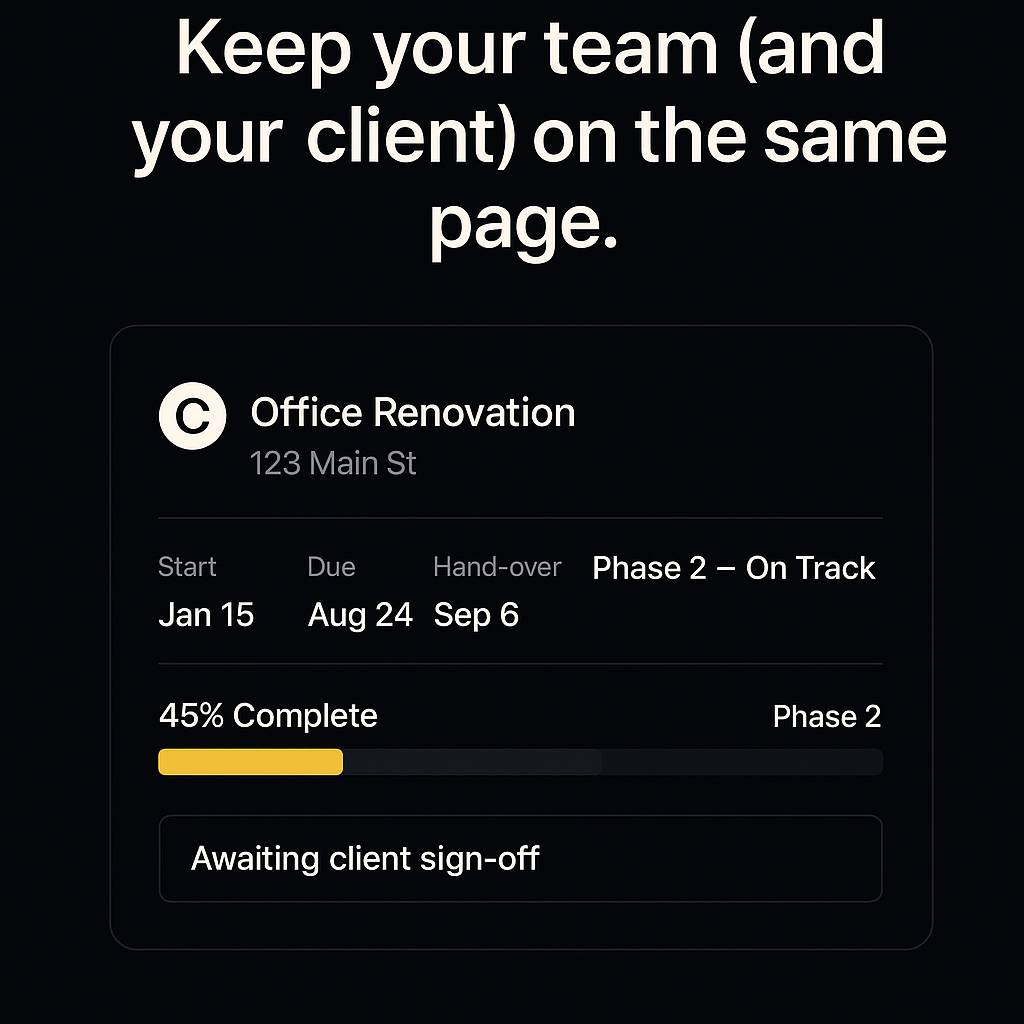 Keep your team (and
your client) on the same
page.
C
Office Renovation
123 Main St
Start Due Hand-over Phase 2 – On Track
Jan 15 Aug 24 Sep 6
45% Complete Phase 2
Awaiting client sign-off